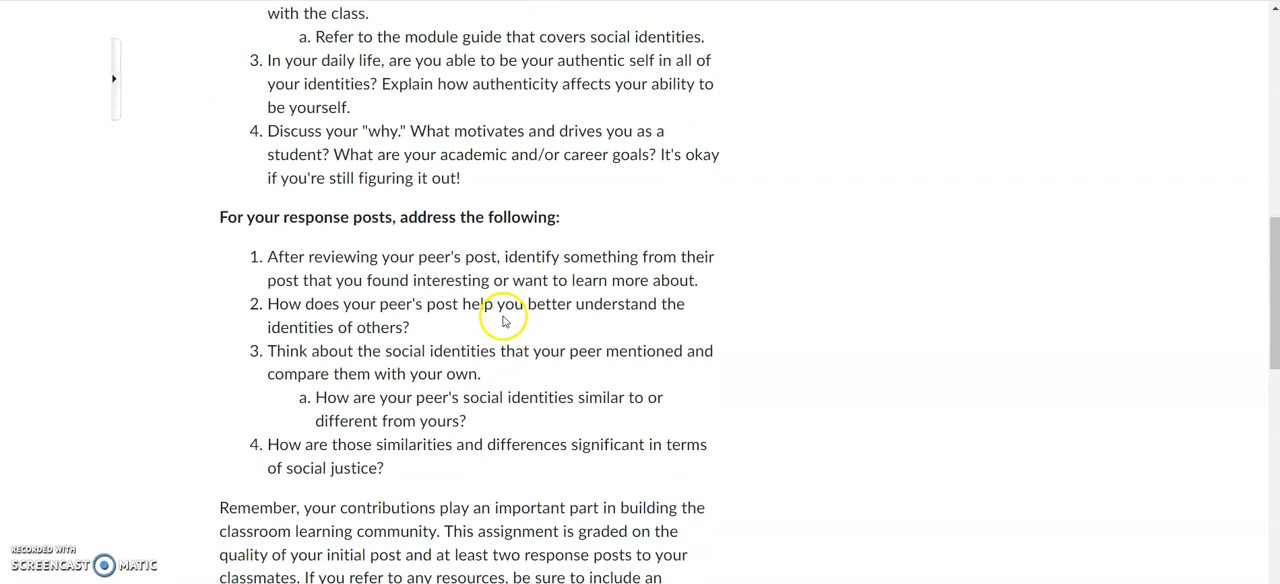 with the class.
a. Refer to the module guide that covers social identities.
3. In your daily life, are you able to be your authentic self in all of
your identities? Explain how authenticity affects your ability to
be yourself.
4. Discuss your "why." What motivates and drives you as a
student? What are your academic and/or career goals? It's okay
if you're still figuring it out!
For your response posts, address the following:
1. After reviewing your peer's post, identify something from their
post that you found interesting or want to learn more about.
2. How does your peer's post help you better understand the
identities of others?
3. Think about the social identities that your peer mentioned and
compare them with your own.
a. How are your peer's social identities similar to or
different from yours?
4. How are those similarities and differences significant in terms
of social justice?
Remember, your contributions play an important part in building the
classroom learning community. This assignment is graded on the
quality of your initial post and at least two response posts to your
classmates. If you refer to any resources, be sure to include an
RECORDED WITH
SCREENCAST MATIC